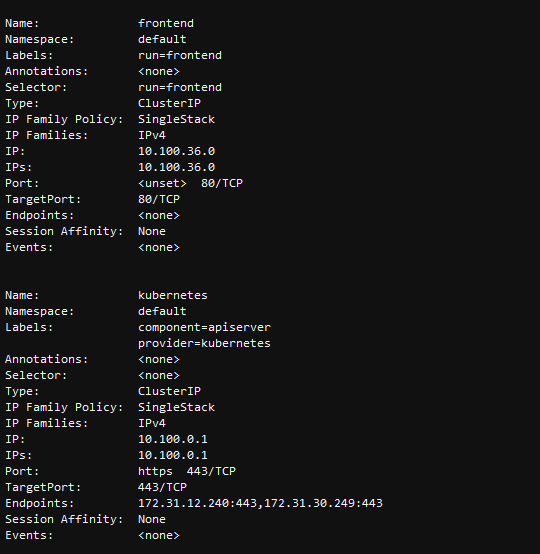 Name:              frontend
Namespace:         default
Labels:            run=frontend
Annotations:       <none>
Selector:          run=frontend
Type:              ClusterIP
IP Family Policy:  SingleStack
IP Families:       IPv4
IP:                10.100.36.0
IPs:               10.100.36.0
Port:              <unset>  80/TCP
TargetPort:        80/TCP
Endpoints:         <none>
Session Affinity:  None
Events:            <none>

Name:              kubernetes
Namespace:         default
Labels:            component=apiserver
                   provider=kubernetes
Annotations:       <none>
Selector:          <none>
Type:              ClusterIP
IP Family Policy:  SingleStack
IP Families:       IPv4
IP:                10.100.0.1
IPs:               10.100.0.1
Port:              https  443/TCP
TargetPort:        443/TCP
Endpoints:         172.31.12.240:443,172.31.30.249:443
Session Affinity:  None
Events:            <none>